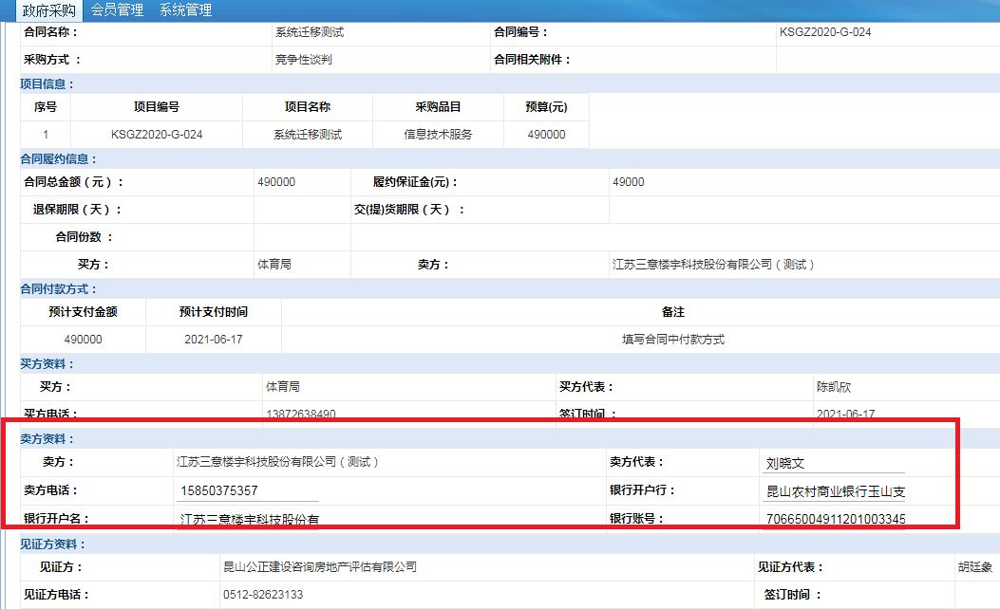 政府采购 会员管理 系统管理
合同名称： 系统迁移测试 合同编号： KSGZ2020-G-024
采购方式 ： 竞争性谈判 合同相关附件：
项目信息：
序号 项目编号 项目名称 采购品目 预算(元)
1 KSGZ2020-G-024 系统迁移测试 信息技术服务 490000
合同履约信息：
合同总金额（元）： 490000 履约保证金(元)： 49000
退保期限（天）： 交(提)货期限（天） ：
合同份数 ：
买方： 体育局 卖方： 江苏三意楼宇科技股份有限公司（测试）
合同付款方式：
预计支付金额 预计支付时间 备注
490000 2021-06-17 填写合同中付款方式
买方资料：
买方： 体育局 买方代表： 陈凯欣
买方电话： 13872638490 签订时间 ： 2021-06-17
卖方资料：
卖方： 江苏三意楼宇科技股份有限公司（测试） 卖方代表： 刘晓文
卖方电话： 15850375357 银行开户行： 昆山农村商业银行玉山支
银行开户名： 江苏三意楼宇科技股份有 银行账号： 70665004911201003345
见证方资料：
见证方： 昆山公正建设咨询房地产评估有限公司 见证方代表： 胡廷象
见证方电话： 0512-82623133 签订时间 ：